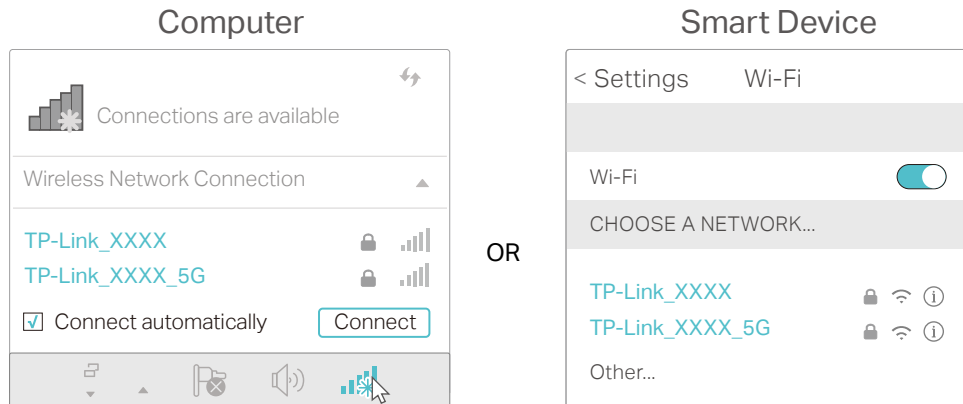 Computer
Connections are available
Wireless Network Connection
TP-Link_XXXX
TP-Link_XXXX_5G
Connect automatically
Connect
OR
Smart Device
< Settings Wi-Fi
Wi-Fi
CHOOSE A NETWORK...
TP-Link_XXXX
TP-Link_XXXX_5G
Other...